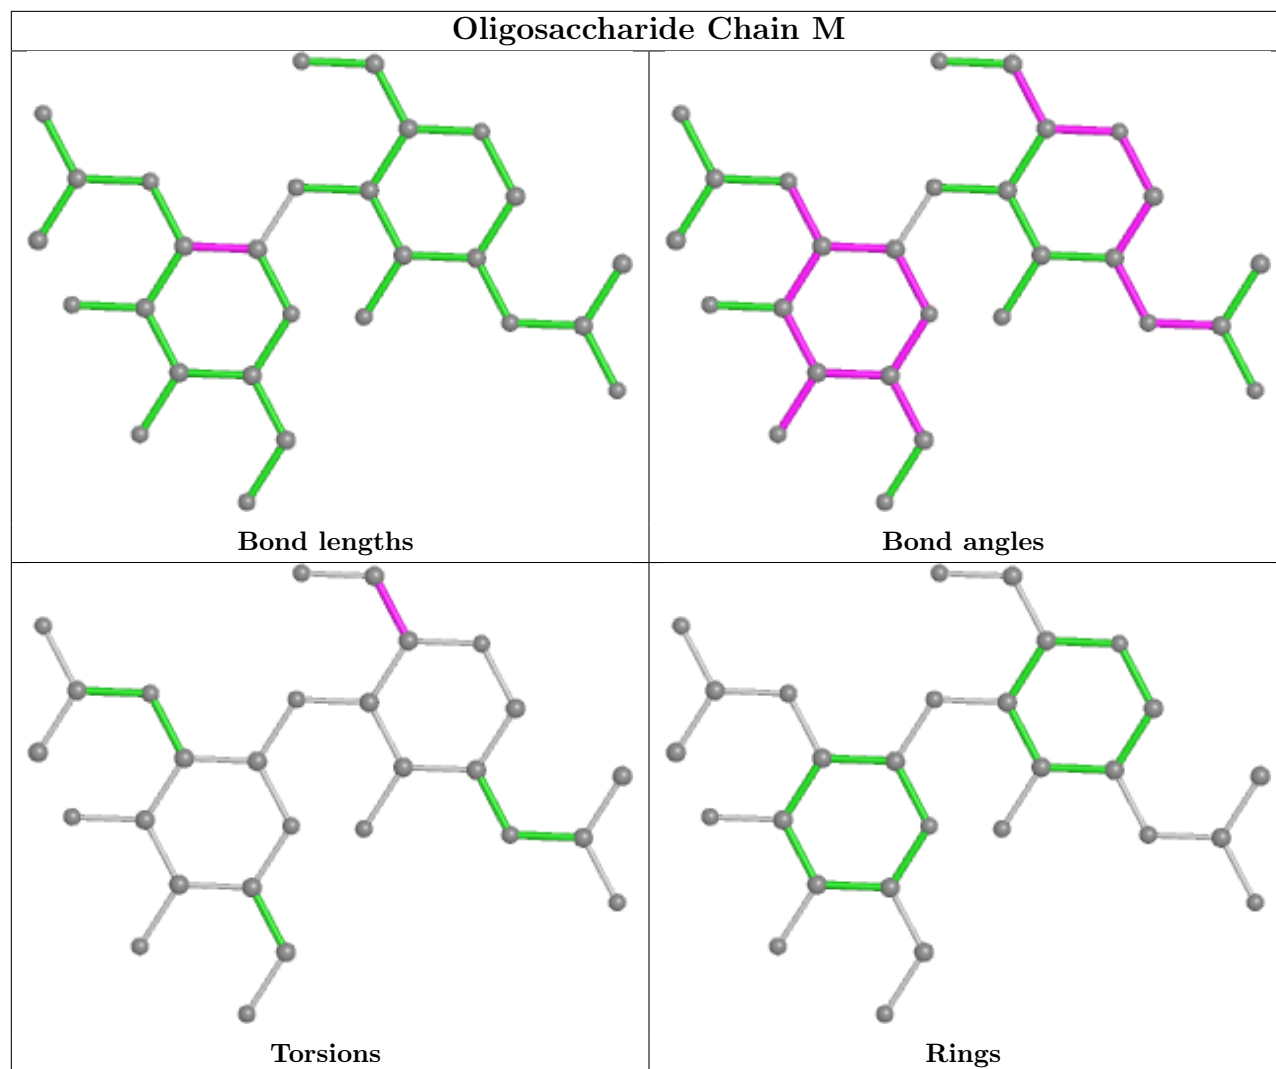 Oligosaccharide Chain M
Bond lengths
Bond angles
Torsions
Rings